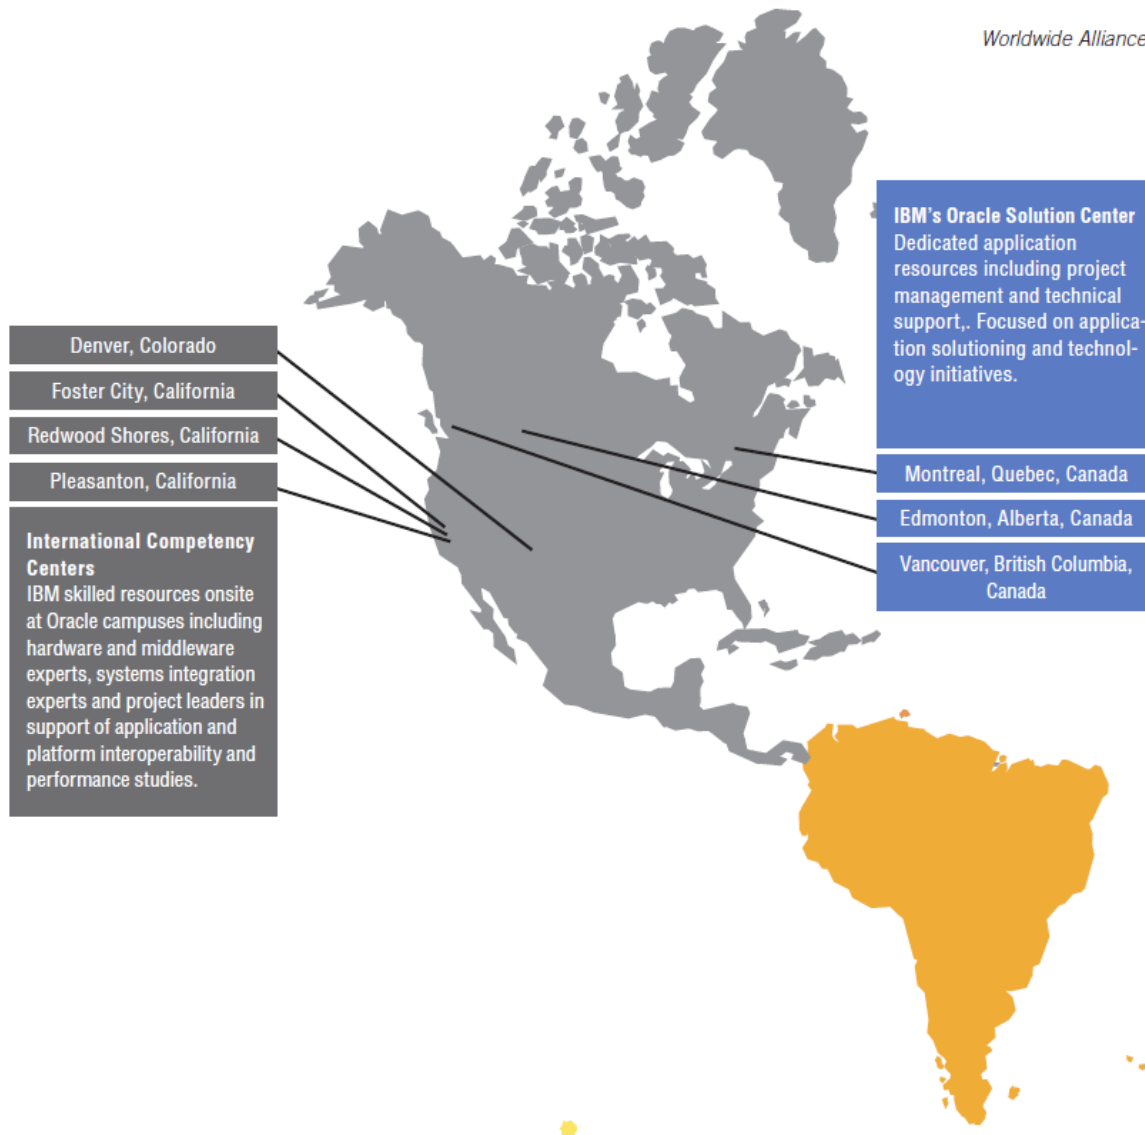 Worldwide Alliance
Denver, Colorado
Foster City, California
Redwood Shores, California
Pleasanton, California
International Competency
Centers
IBM skilled resources onsite
at Oracle campuses including
hardware and middleware
experts, systems integration
experts and project leaders in
support of application and
platform interoperability and
performance studies.
IBM's Oracle Solution Center
Dedicated application
resources including project
management and technical
support,. Focused on applica-
tion solutioning and technol-
ogy initiatives.
Montreal, Quebec, Canada
Edmonton, Alberta, Canada
Vancouver, British Columbia,
Canada